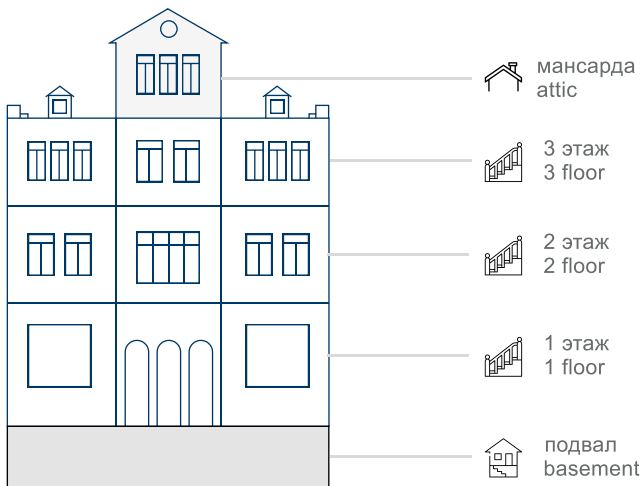 мансарда
attic
3 этаж
3 floor
2 этаж
2 floor
1 этаж
1 floor
подвал
basement